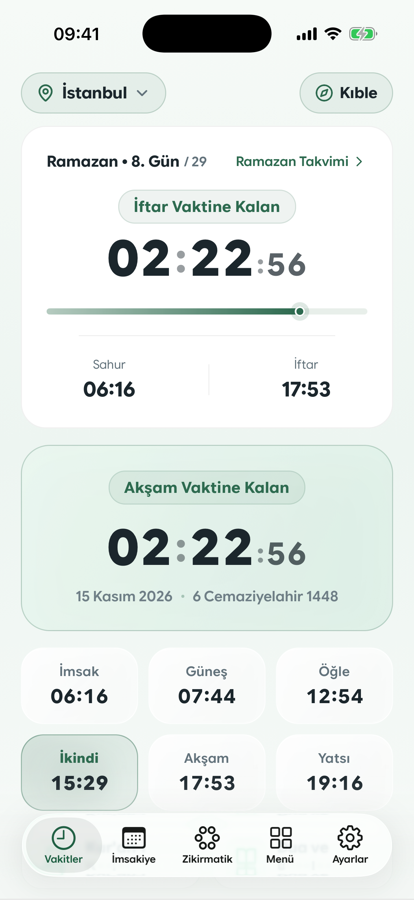 09:41
İstanbul
Kıble
Ramazan • 8. Gün / 29 Ramazan Takvimi
İftar Vaktine Kalan
02:22:56
Sahur İftar
06:16 17:53
Akşam Vaktine Kalan
02:22:56
15 Kasım 2026 • 6 Cemaziyelahir 1448
İmsak Güneş Öğle
06:16 07:44 12:54
İkindi Akşam Yatsı
15:29 17:53 19:16
Vakitler İmsakiye Zikirmatik Menü Ayarlar